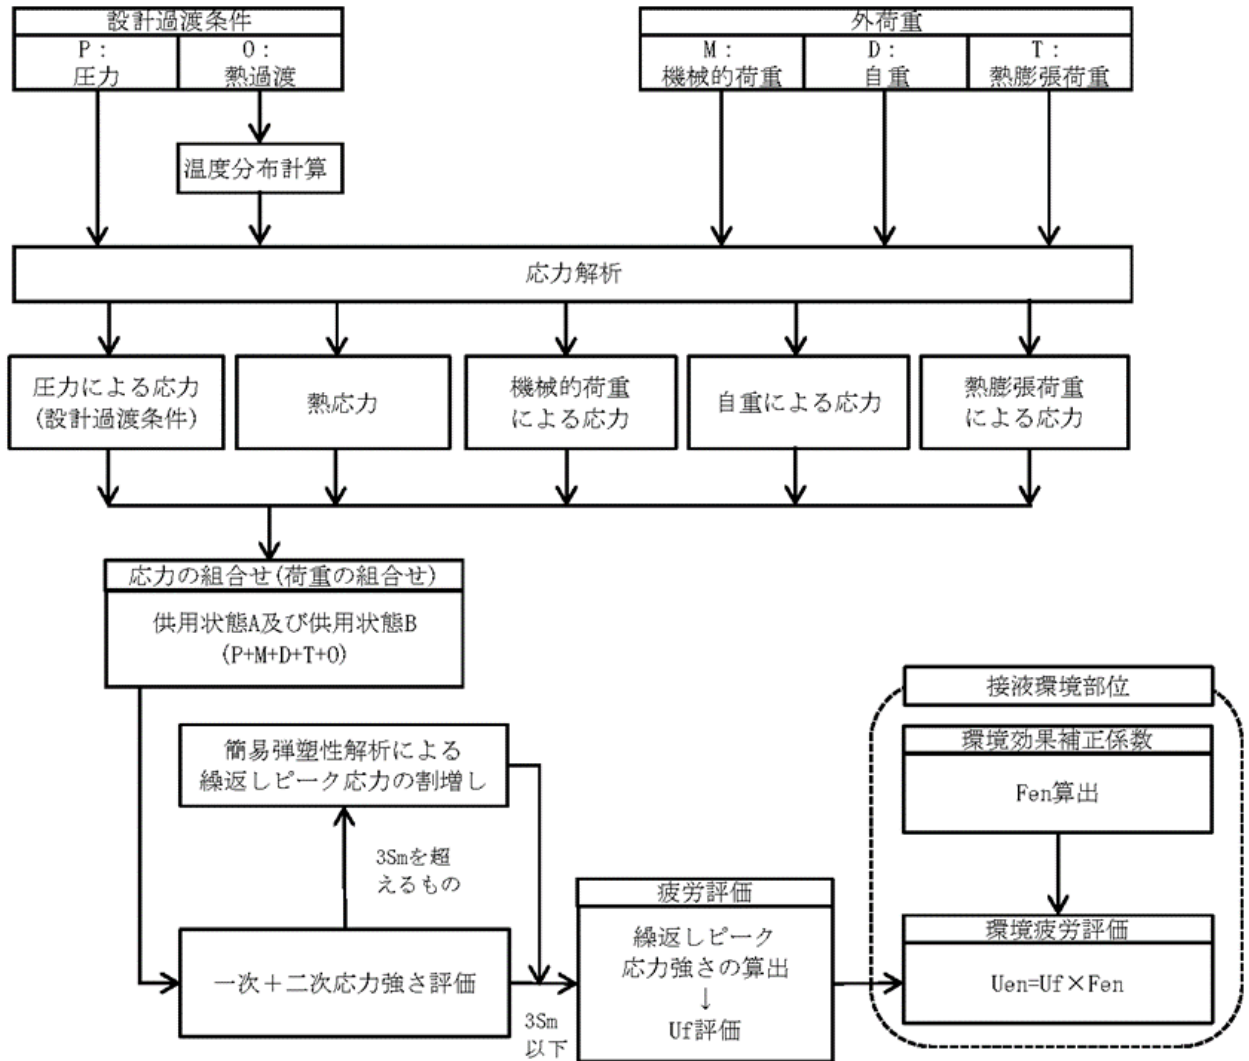 設計過渡条件
P:
圧力
O:
熱過渡
外荷重
M:
機械的荷重
D:
自重
T:
熱膨張荷重
温度分布計算
応力解析
圧力による応力
(設計過渡条件)
熱応力
機械的荷重
による応力
自重による応力
熱膨張荷重
による応力
応力の組合せ(荷重の組合せ)
供用状態A及び供用状態B
(P+M+D+T+O)
簡易弾塑性解析による
繰返しピーク応力の割増し
3Smを超
えるもの
一次＋二次応力強さ評価
3Sm
以下
疲労評価
繰返しピーク
応力強さの算出
↓
Uf評価
接液環境部位
環境効果補正係数
Fen算出
環境疲労評価
Uen=Uf×Fen